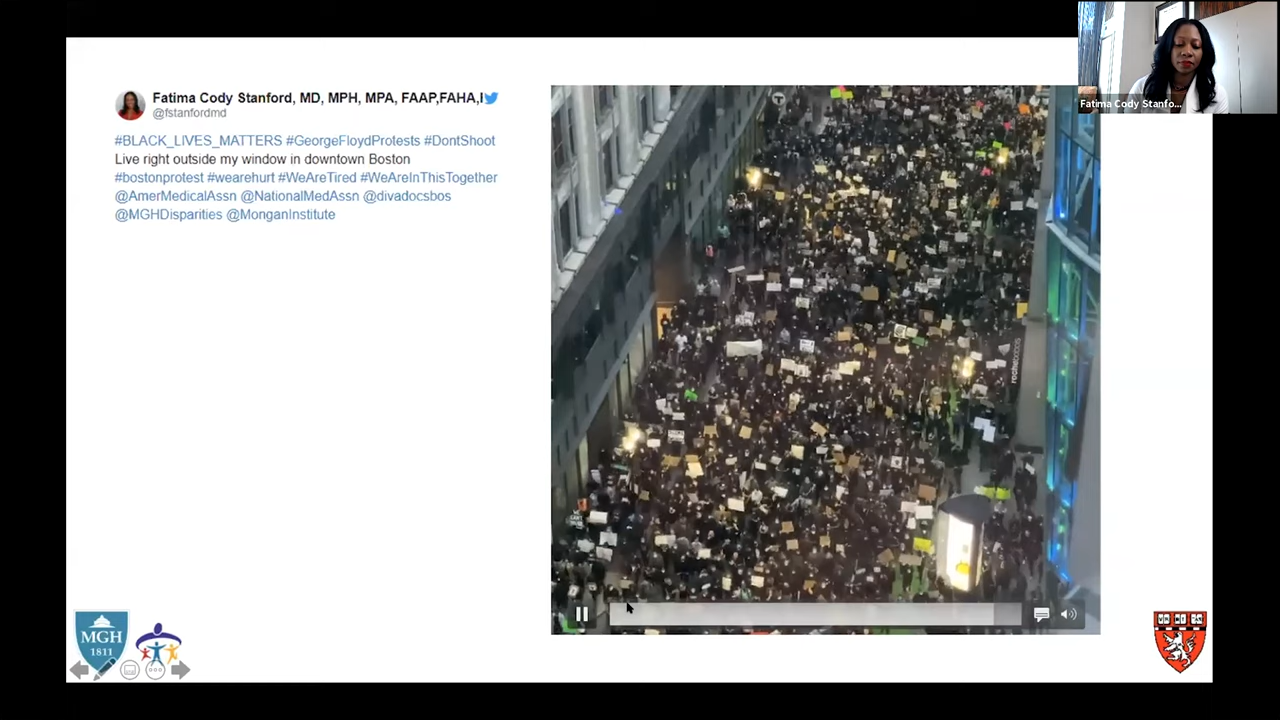 Fatima Cody Stanford, MD, MPH, MPA, FAAP,FAHA,
@fstanfordmd
#BLACK_LIVES_MATTERS #GeorgeFloydProtests #DontShoot
Live right outside my window in downtown Boston
#bostonprotest #wearehurt #WeAreTired #WeAreInThisTogether
@AmerMedicalAssn @NationalMedAssn @divadocsbos
@MGHDisparities @MonganInstitute
Fatima Cody Stanfo...
T
MGH
1811